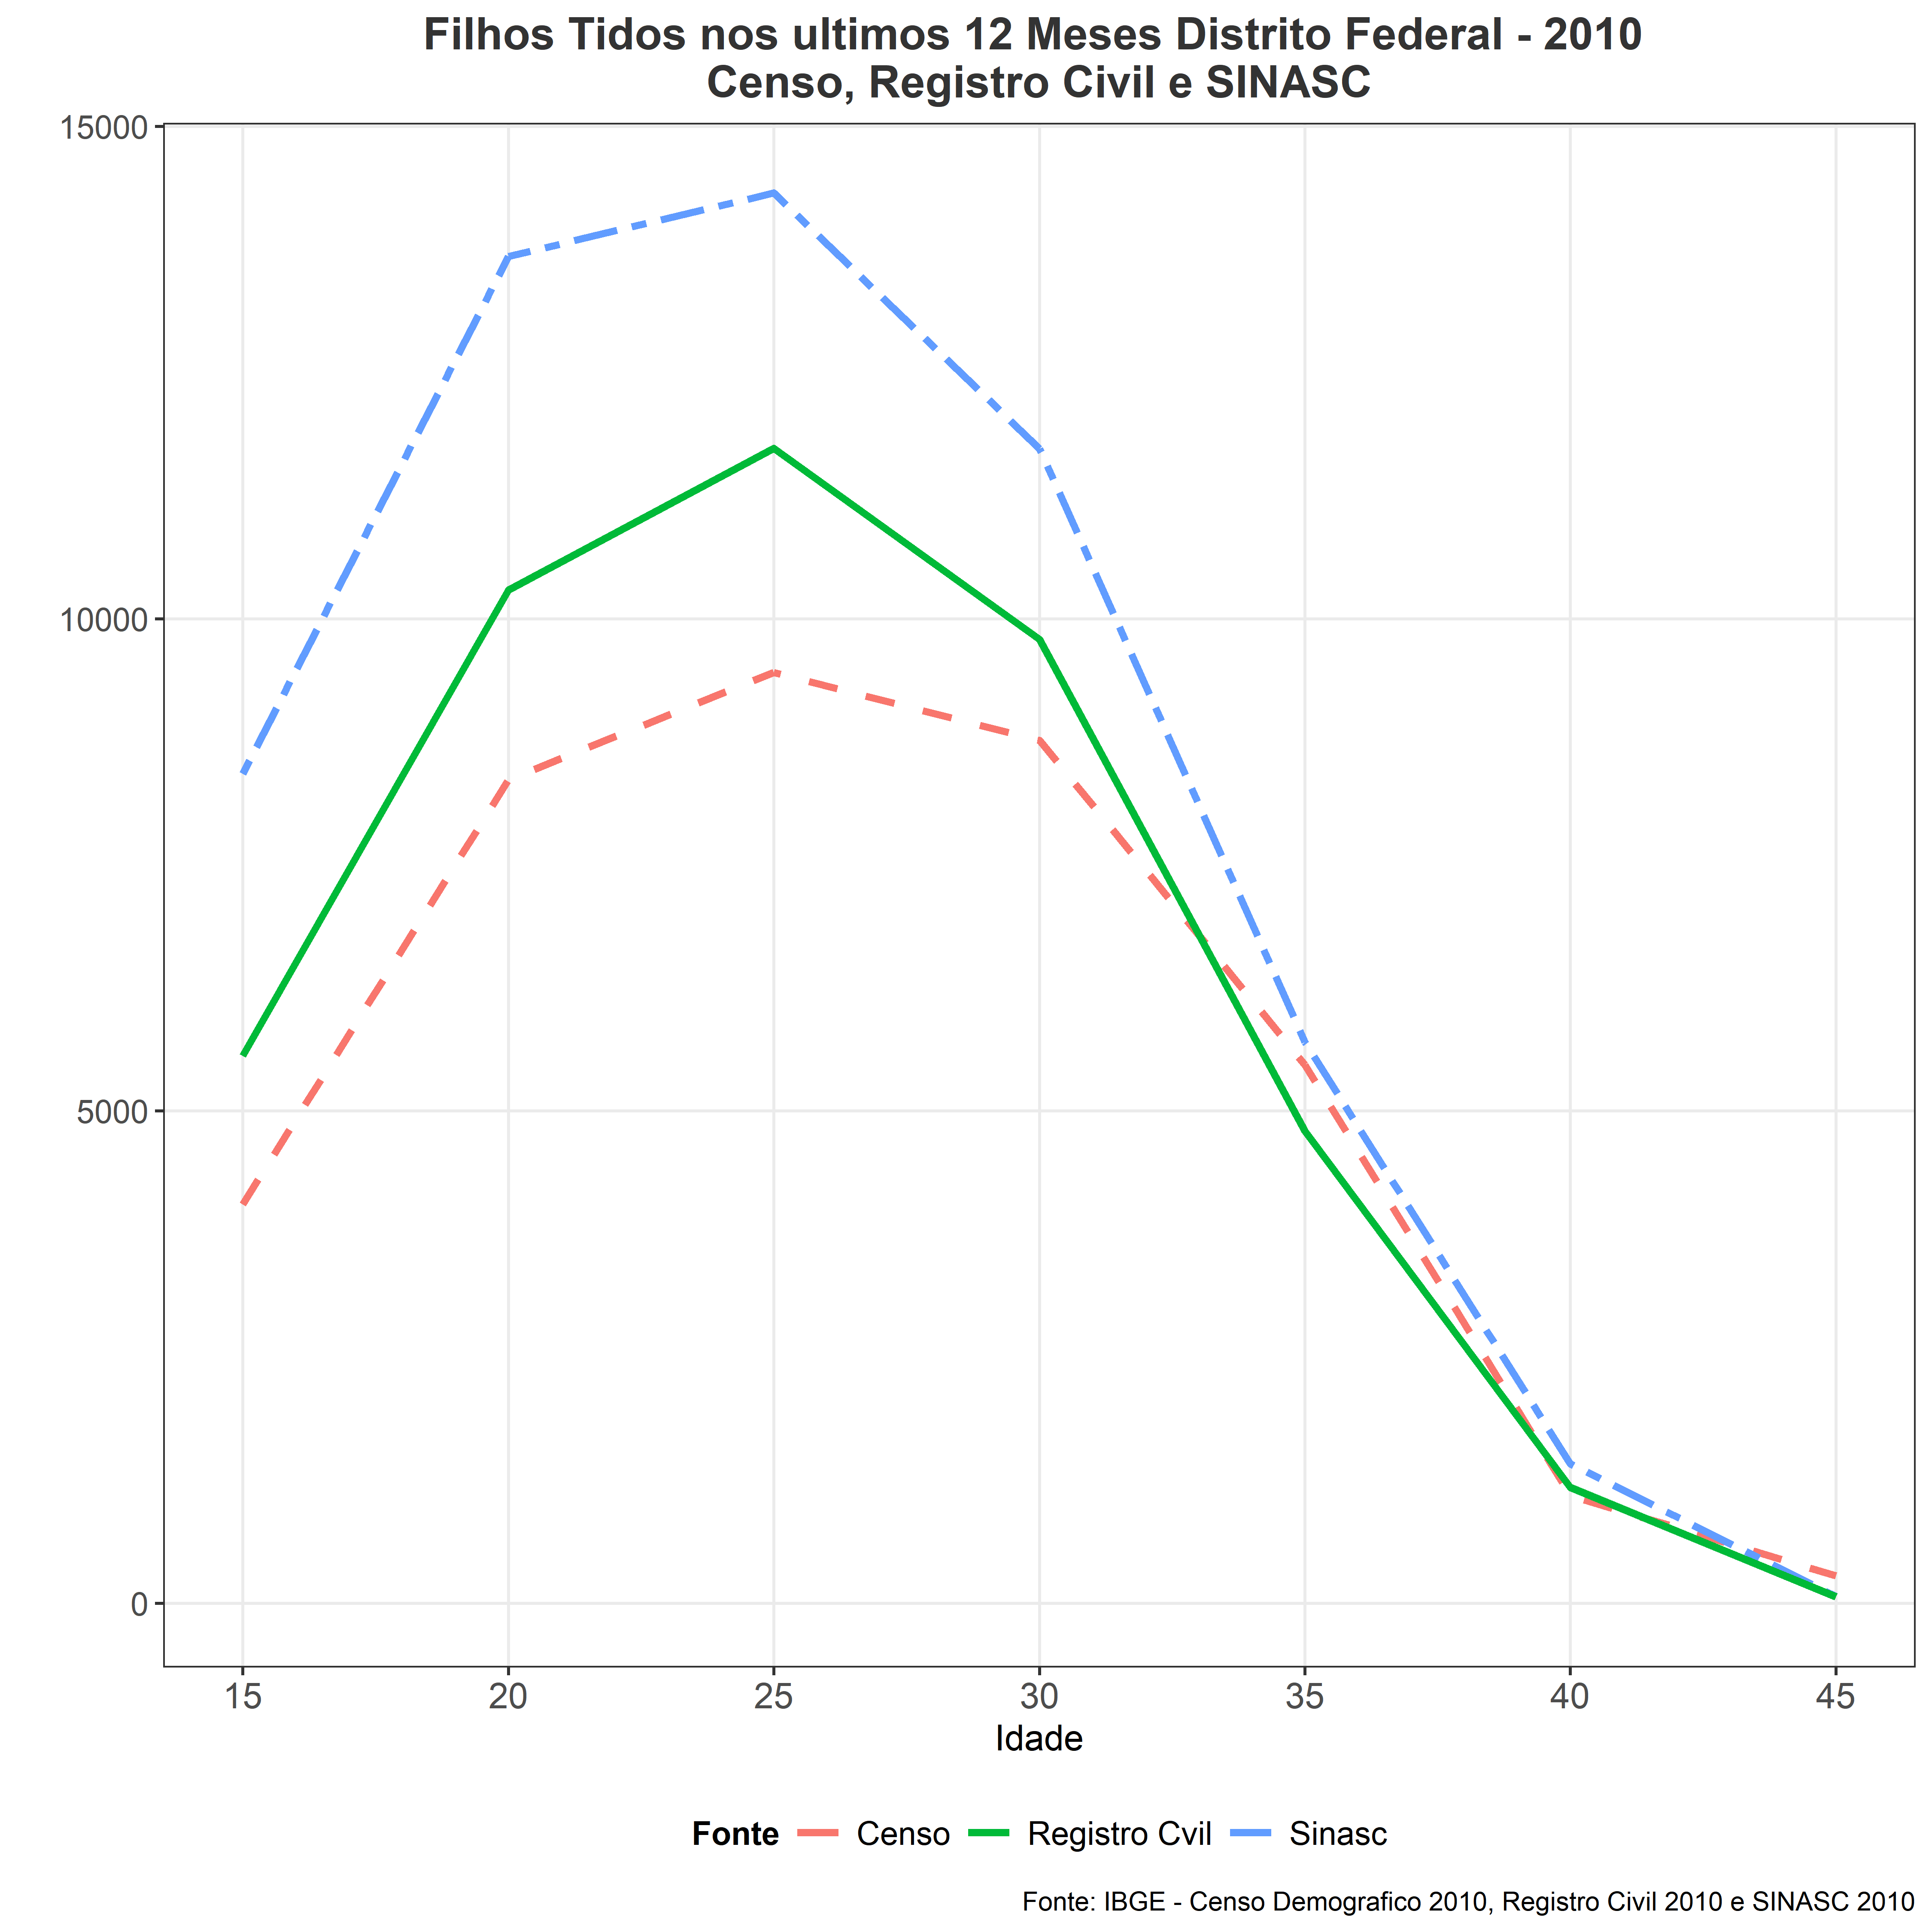 Filhos Tidos nos ultimos 12 Meses Distrito Federal - 2010
Censo, Registro Civil e SINASC
15000
10000
5000
0
15 20 25 30 35 40 45
Idade
Fonte Censo Registro Cvil Sinasc
Fonte: IBGE - Censo Demografico 2010, Registro Civil 2010 e SINASC 2010